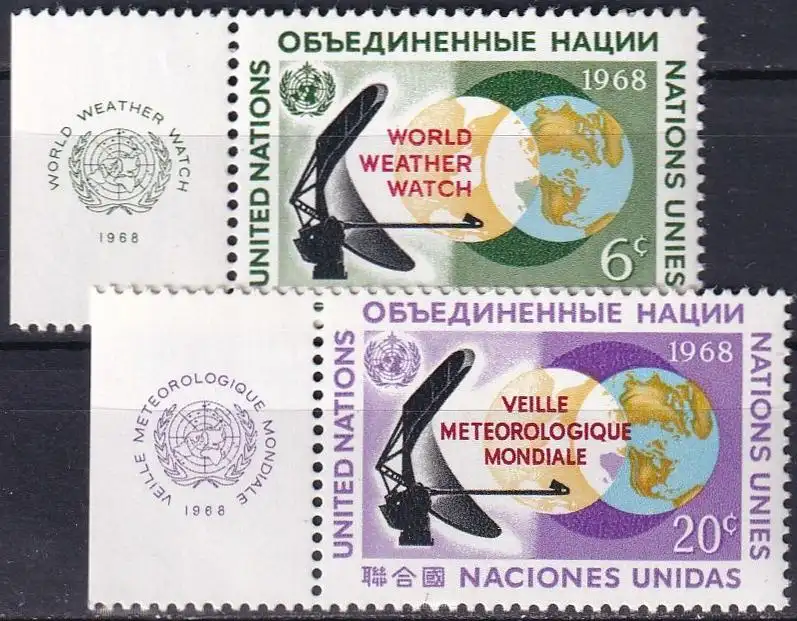 WORLD WEATHER WATCH
1968
ОБЪЕДИНЕННЫЕ НАЦИИ
UNITED NATIONS
1968
WORLD
WEATHER
WATCH
6¢
NATIONS UNIES
VEILLE METEOROLOGIQUE MONDIALE
1968
ОБЪЕДИНЕННЫЕ НАЦИИ
UNITED NATIONS
1968
VEILLE
METEOROLOGIQUE
MONDIALE
20¢
NATIONS UNIES
聯合國 NACIONES UNIDAS